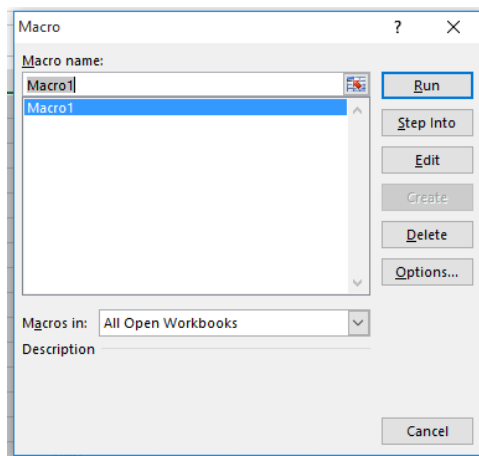 Macro
Macro name:
Macro1
Macro1
Run
Step Into
Edit
Create
Delete
Options...
Macros in: All Open Workbooks
Description
Cancel